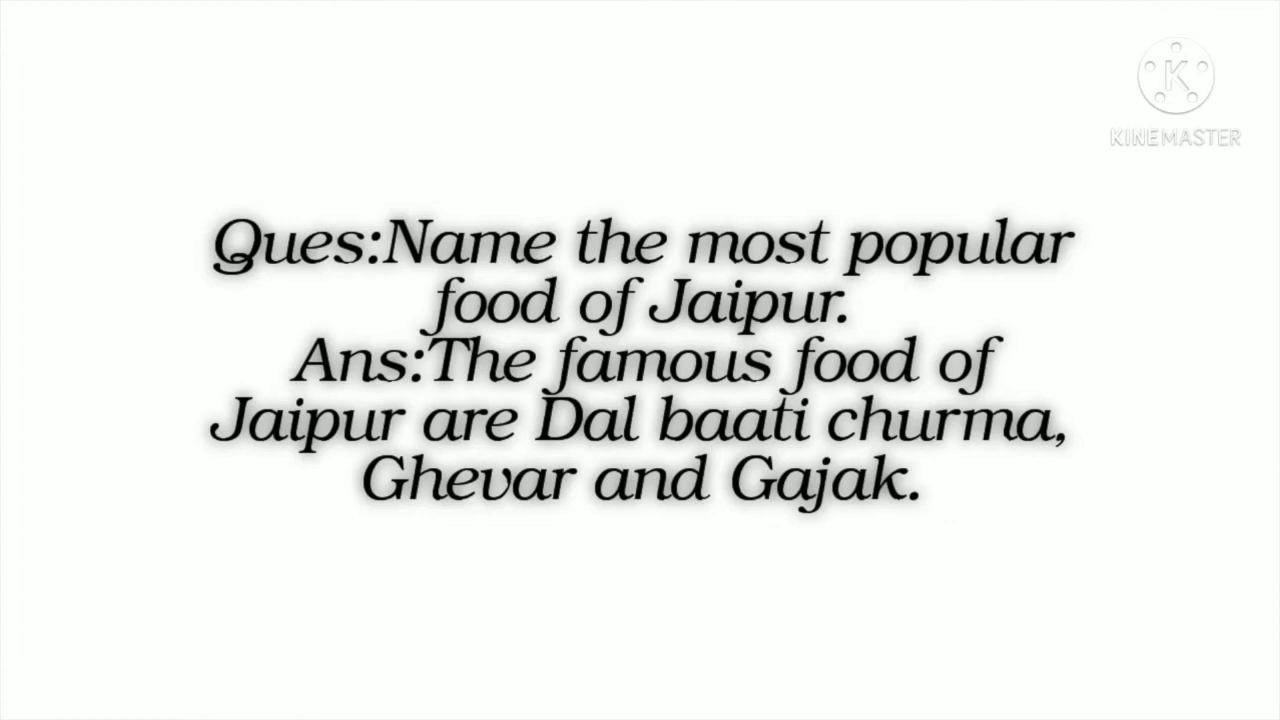 KINEMASTER
Ques:Name the most popular
food of Jaipur.
Ans:The famous food of
Jaipur are Dal baati churma,
Ghevar and Gajak.